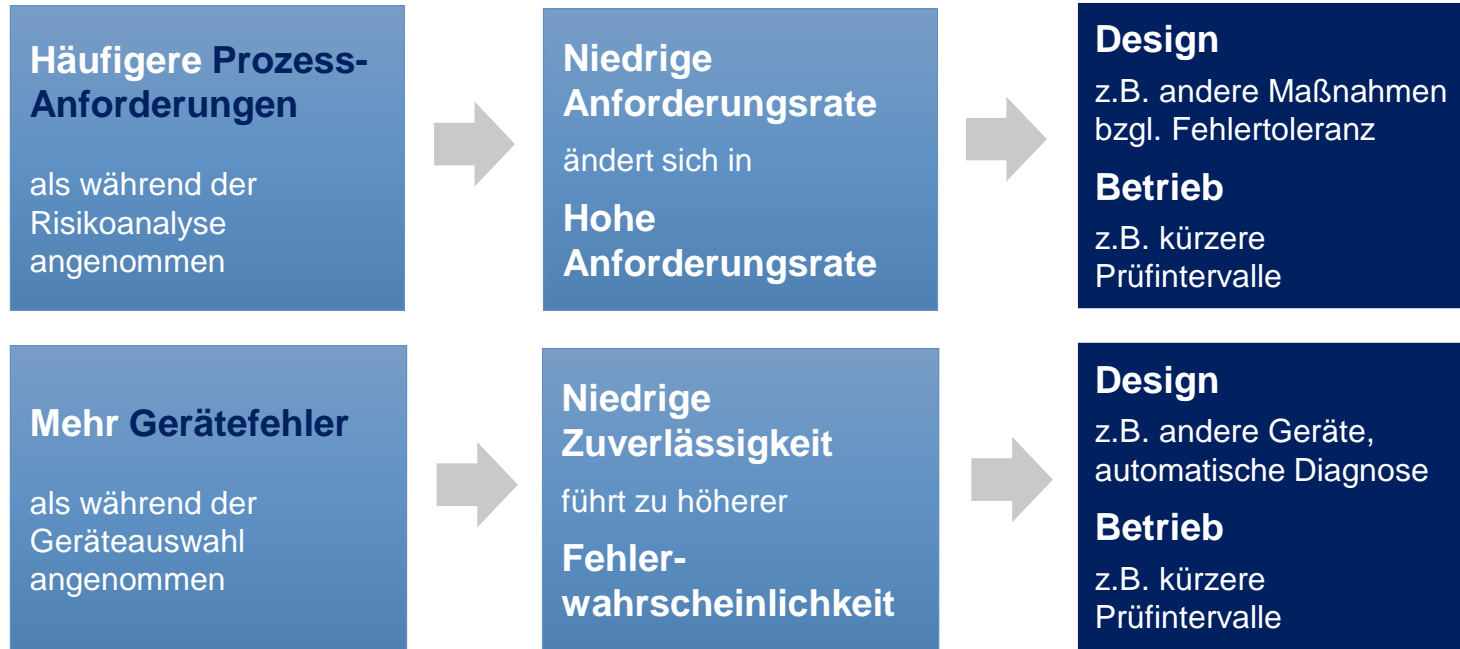 Häufigere Prozess-
Anforderungen
als während der
Risikoanalyse
angenommen
Niedrige
Anforderungsrate
ändert sich in
Hohe
Anforderungsrate
Design
z.B. andere Maßnahmen
bzgl. Fehlertoleranz
Betrieb
z.B. kürzere
Prüfintervalle
Mehr Gerätefehler
als während der
Geräteauswahl
angenommen
Niedrige
Zuverlässigkeit
führt zu höherer
Fehler-
wahrscheinlichkeit
Design
z.B. andere Geräte,
automatische Diagnose
Betrieb
z.B. kürzere
Prüfintervalle